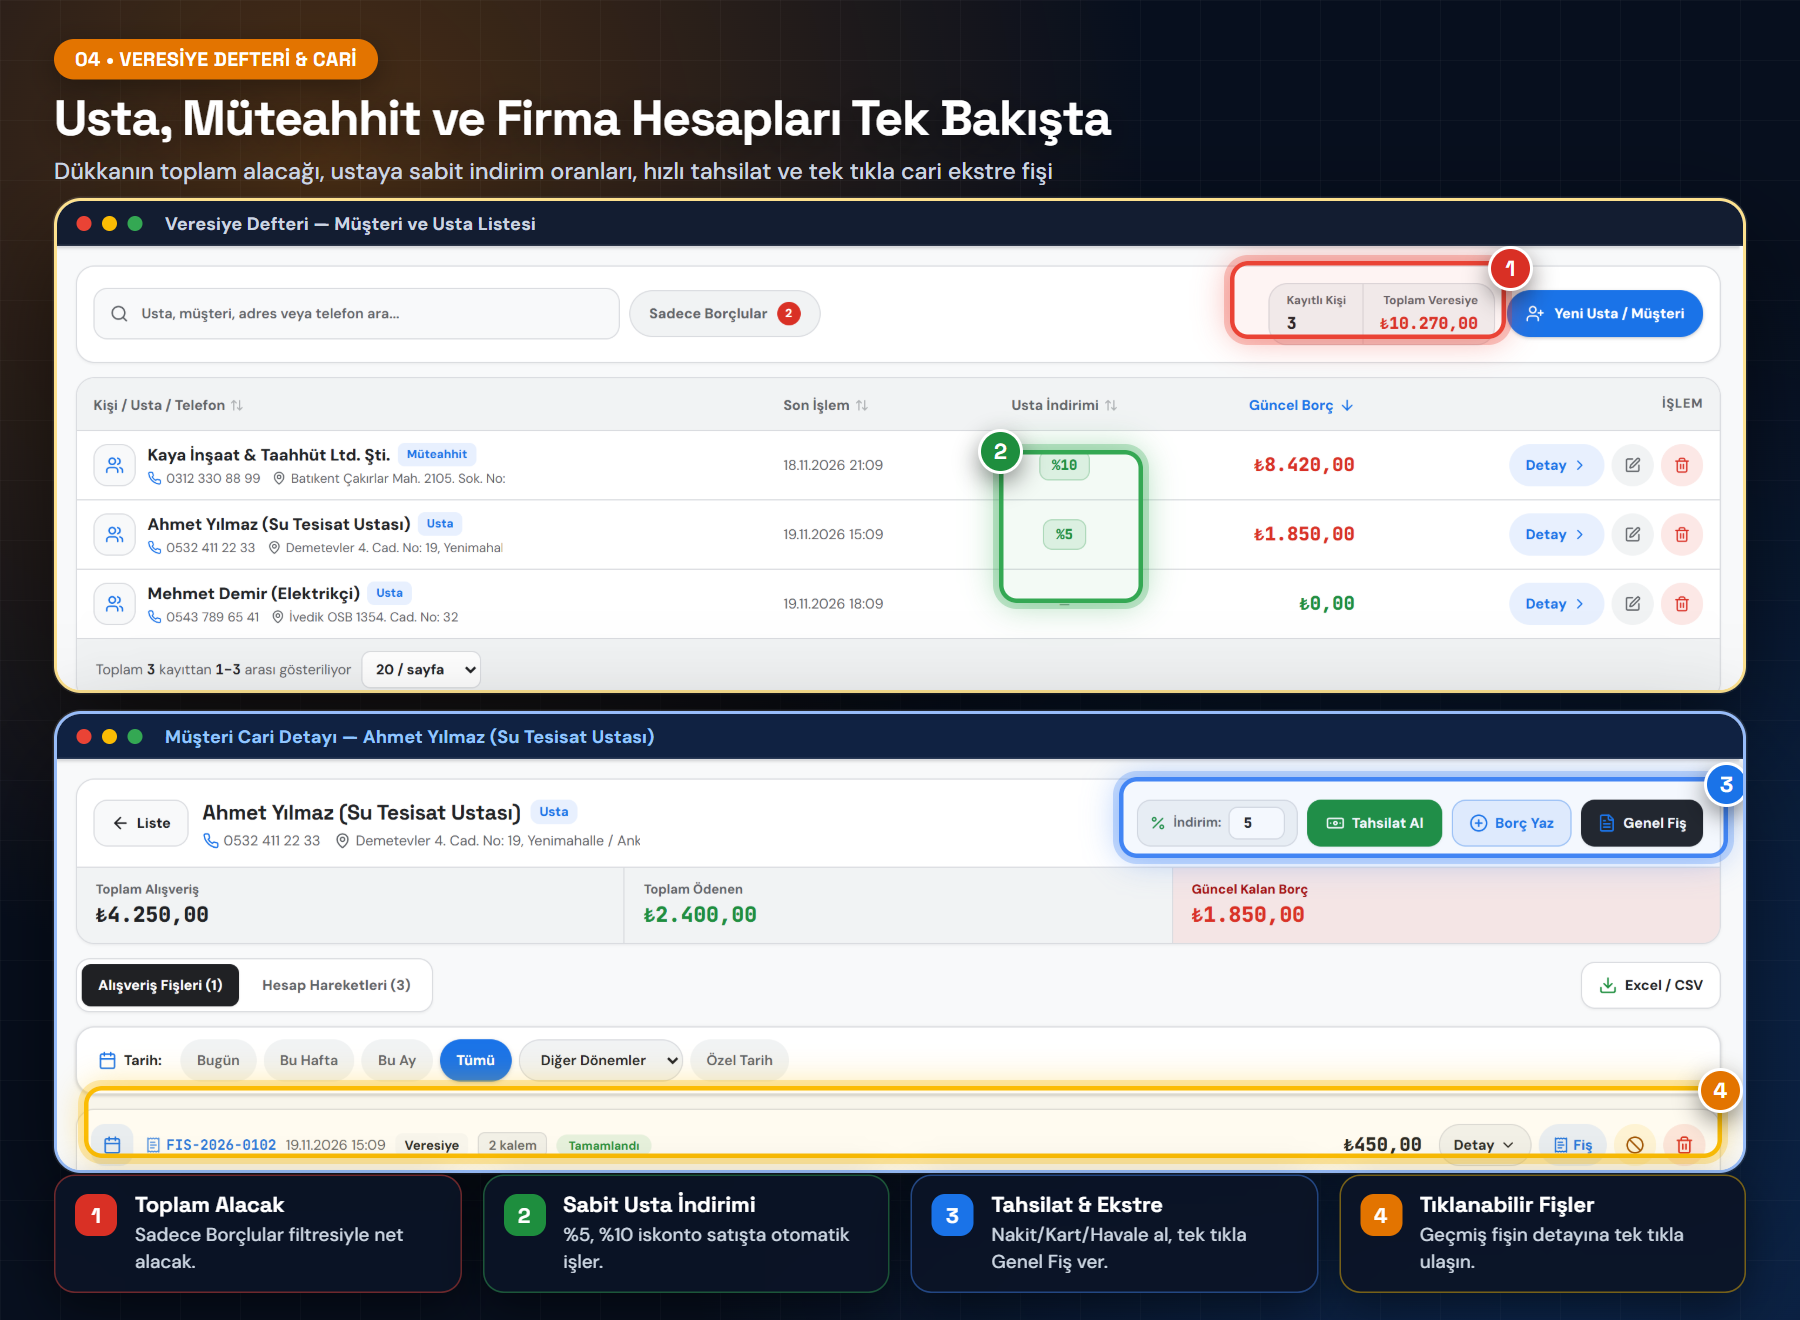 04 • VERESİYE DEFTERİ & CARİ
Usta, Müteahhit ve Firma Hesapları Tek Bakışta
Dükkanın toplam alacağı, ustaya sabit indirim oranları, hızlı tahsilat ve tek tıkla cari ekstre fişi
Veresiye Defteri — Müşteri ve Usta Listesi
1
Usta, müşteri, adres veya telefon ara...
Sadece Borçlular 2
Kayıtlı Kişi
3
Toplam Veresiye
₺10.270,00
Yeni Usta / Müşteri
Kişi / Usta / Telefon Son İşlem Usta İndirimi Güncel Borç İŞLEM
2
Kaya İnşaat & Taahhüt Ltd. Şti. Müteahhit
0312 330 88 99 Batıkent Çakırlar Mah. 2105. Sok. No:
18.11.2026 21:09 %10 ₺8.420,00 Detay
Ahmet Yılmaz (Su Tesisat Ustası) Usta
0532 411 22 33 Demetevler 4. Cad. No: 19, Yenimahal
19.11.2026 15:09 %5 ₺1.850,00 Detay
Mehmet Demir (Elektrikçi) Usta
0543 789 65 41 İvedik OSB 1354. Cad. No: 32
19.11.2026 18:09 — ₺0,00 Detay
Toplam 3 kayıttan 1-3 arası gösteriliyor 20 / sayfa
Müşteri Cari Detayı — Ahmet Yılmaz (Su Tesisat Ustası)
3
Liste
Ahmet Yılmaz (Su Tesisat Ustası) Usta
0532 411 22 33 Demetevler 4. Cad. No: 19, Yenimahalle / Ank
% İndirim: 5 Tahsilat Al Borç Yaz Genel Fiş
Toplam Alışveriş
₺4.250,00
Toplam Ödenen
₺2.400,00
Güncel Kalan Borç
₺1.850,00
Alışveriş Fişleri (1) Hesap Hareketleri (3) Excel / CSV
Tarih: Bugün Bu Hafta Bu Ay Tümü Diğer Dönemler Özel Tarih
4
FIS-2026-0102 19.11.2026 15:09 Veresiye 2 kalem Tamamlandı ₺450,00 Detay Fiş
1
Toplam Alacak
Sadece Borçlular filtresiyle net
alacak.
2
Sabit Usta İndirimi
%5, %10 iskonto satışta otomatik
işler.
3
Tahsilat & Ekstre
Nakit/Kart/Havale al, tek tıkla
Genel Fiş ver.
4
Tıklanabilir Fişler
Geçmiş fişin detayına tek tıkla
ulaşın.